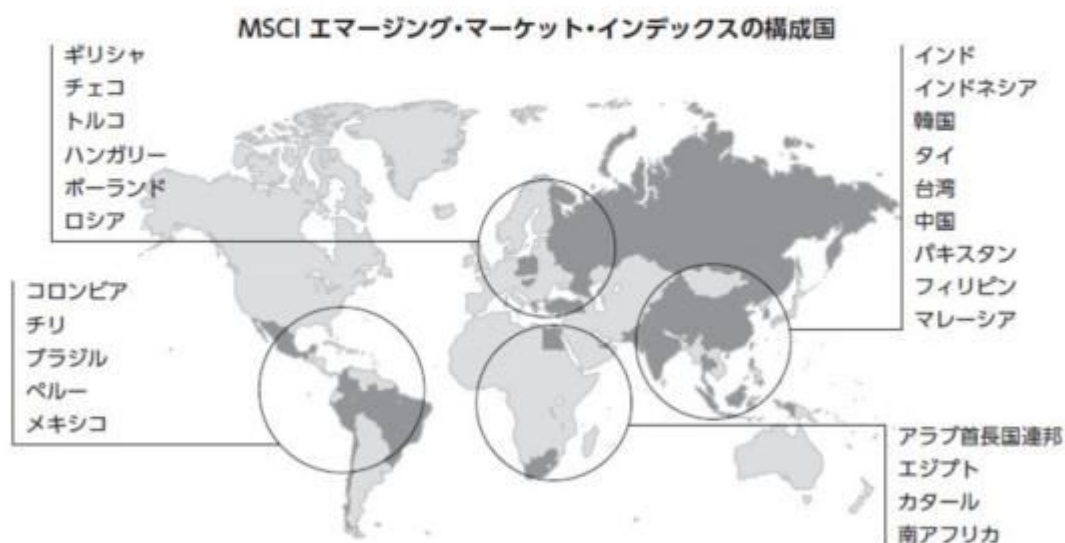 MSCI エマージング・マーケット・インデックスの構成国
ギリシャ
チェコ
トルコ
ハンガリー
ポーランド
ロシア
コロンビア
チリ
ブラジル
ペルー
メキシコ
インド
インドネシア
韓国
タイ
台湾
中国
パキスタン
フィリピン
マレーシア
アラブ首長国連邦
エジプト
カタール
南アフリカ